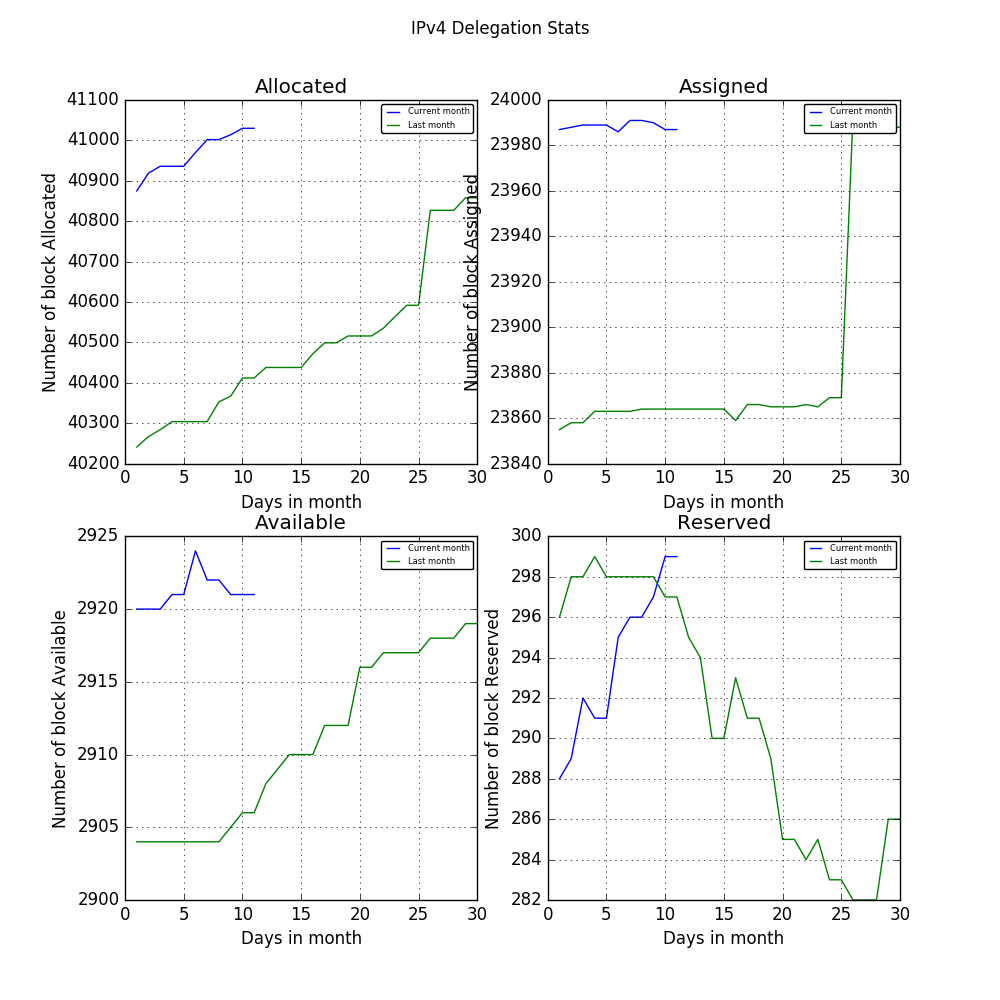 IPv4 Delegation Stats
Allocated
Number of block Allocated
41100
41000
40900
40800
40700
40600
40500
40400
40300
40200
0 5 10 15 20 25 30
Days in month
Current month
Last month
Assigned
Number of block Assigned
24000
23980
23960
23940
23920
23900
23880
23860
23840
0 5 10 15 20 25 30
Days in month
Current month
Last month
Available
Number of block Available
2925
2920
2915
2910
2905
2900
0 5 10 15 20 25 30
Days in month
Current month
Last month
Reserved
Number of block Reserved
300
298
296
294
292
290
288
286
284
282
0 5 10 15 20 25 30
Days in month
Current month
Last month